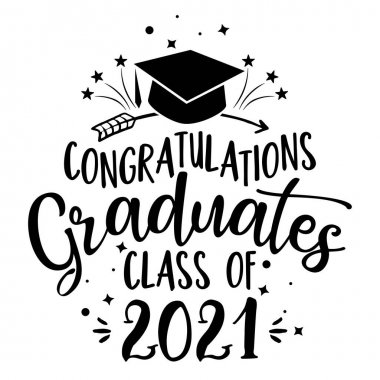 CONGRATULATIONS
Graduates
CLASS OF
2021